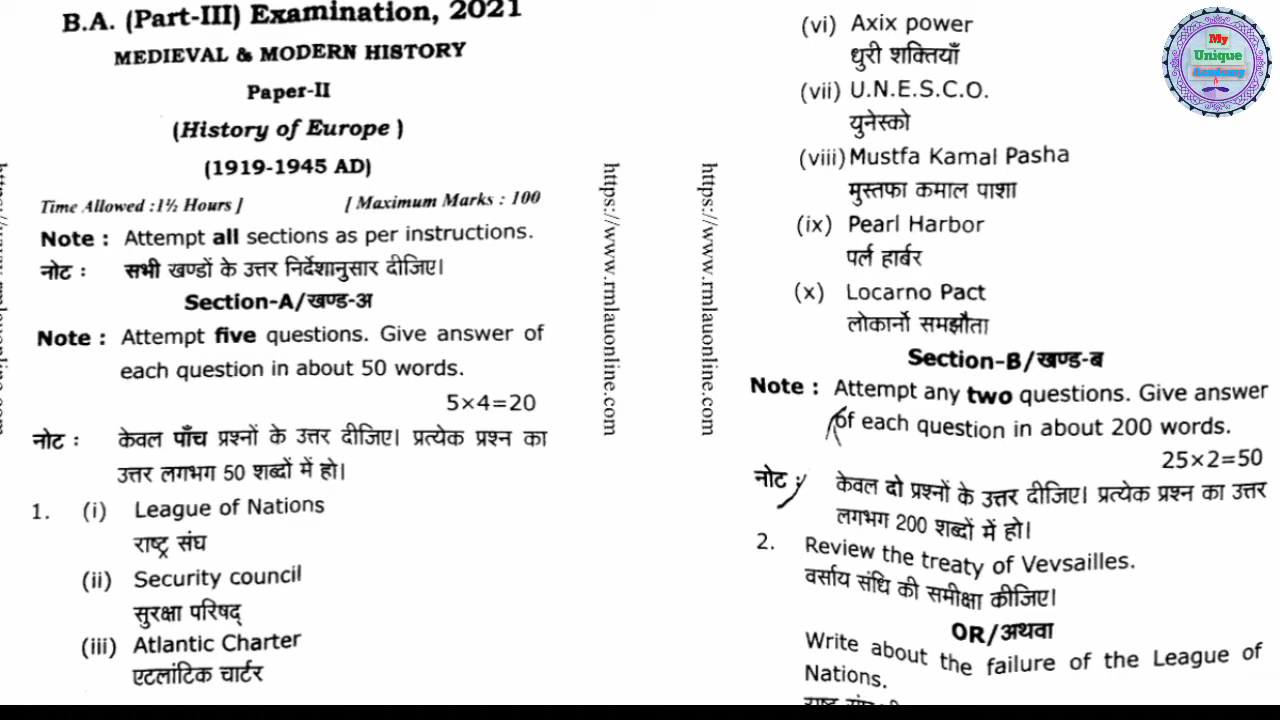 B.A. (Part-III) Examination, 2021
MEDIEVAL & MODERN HISTORY
Paper-II
(History of Europe )
(1919-1945 AD)
Time Allowed :1½ Hours ]
[ Maximum Marks : 100
Note : Attempt all sections as per instructions.
नोट : सभी खण्डों के उत्तर निर्देशानुसार दीजिए।
Section-A/खण्ड-अ
Note : Attempt five questions. Give answer of
each question in about 50 words.
5×4=20
नोट : केवल पाँच प्रश्नों के उत्तर दीजिए। प्रत्येक प्रश्न का
उत्तर लगभग 50 शब्दों में हो।
1. (i) League of Nations
राष्ट्र संघ
(ii) Security council
सुरक्षा परिषद्
(iii) Atlantic Charter
एटलांटिक चार्टर
https://www.rmlauonline.com
https://www.rmlauonline.com
(vi) Axix power
धुरी शक्तियाँ
(vii) U.N.E.S.C.O.
युनेस्को
(viii) Mustfa Kamal Pasha
मुस्तफा कमाल पाशा
(ix) Pearl Harbor
पर्ल हार्बर
(x) Locarno Pact
लोकार्नो समझौता
Section-B/खण्ड-ब
Note : Attempt any two questions. Give answer
of each question in about 200 words.
25×2=50
नोट : केवल दो प्रश्नों के उत्तर दीजिए। प्रत्येक प्रश्न का उत्तर
लगभग 200 शब्दों में हो।
2. Review the treaty of Vevsailles.
वर्साय संधि की समीक्षा कीजिए।
OR/अथवा
Write about the failure of the League of
Nations.
My
Unique
Academy